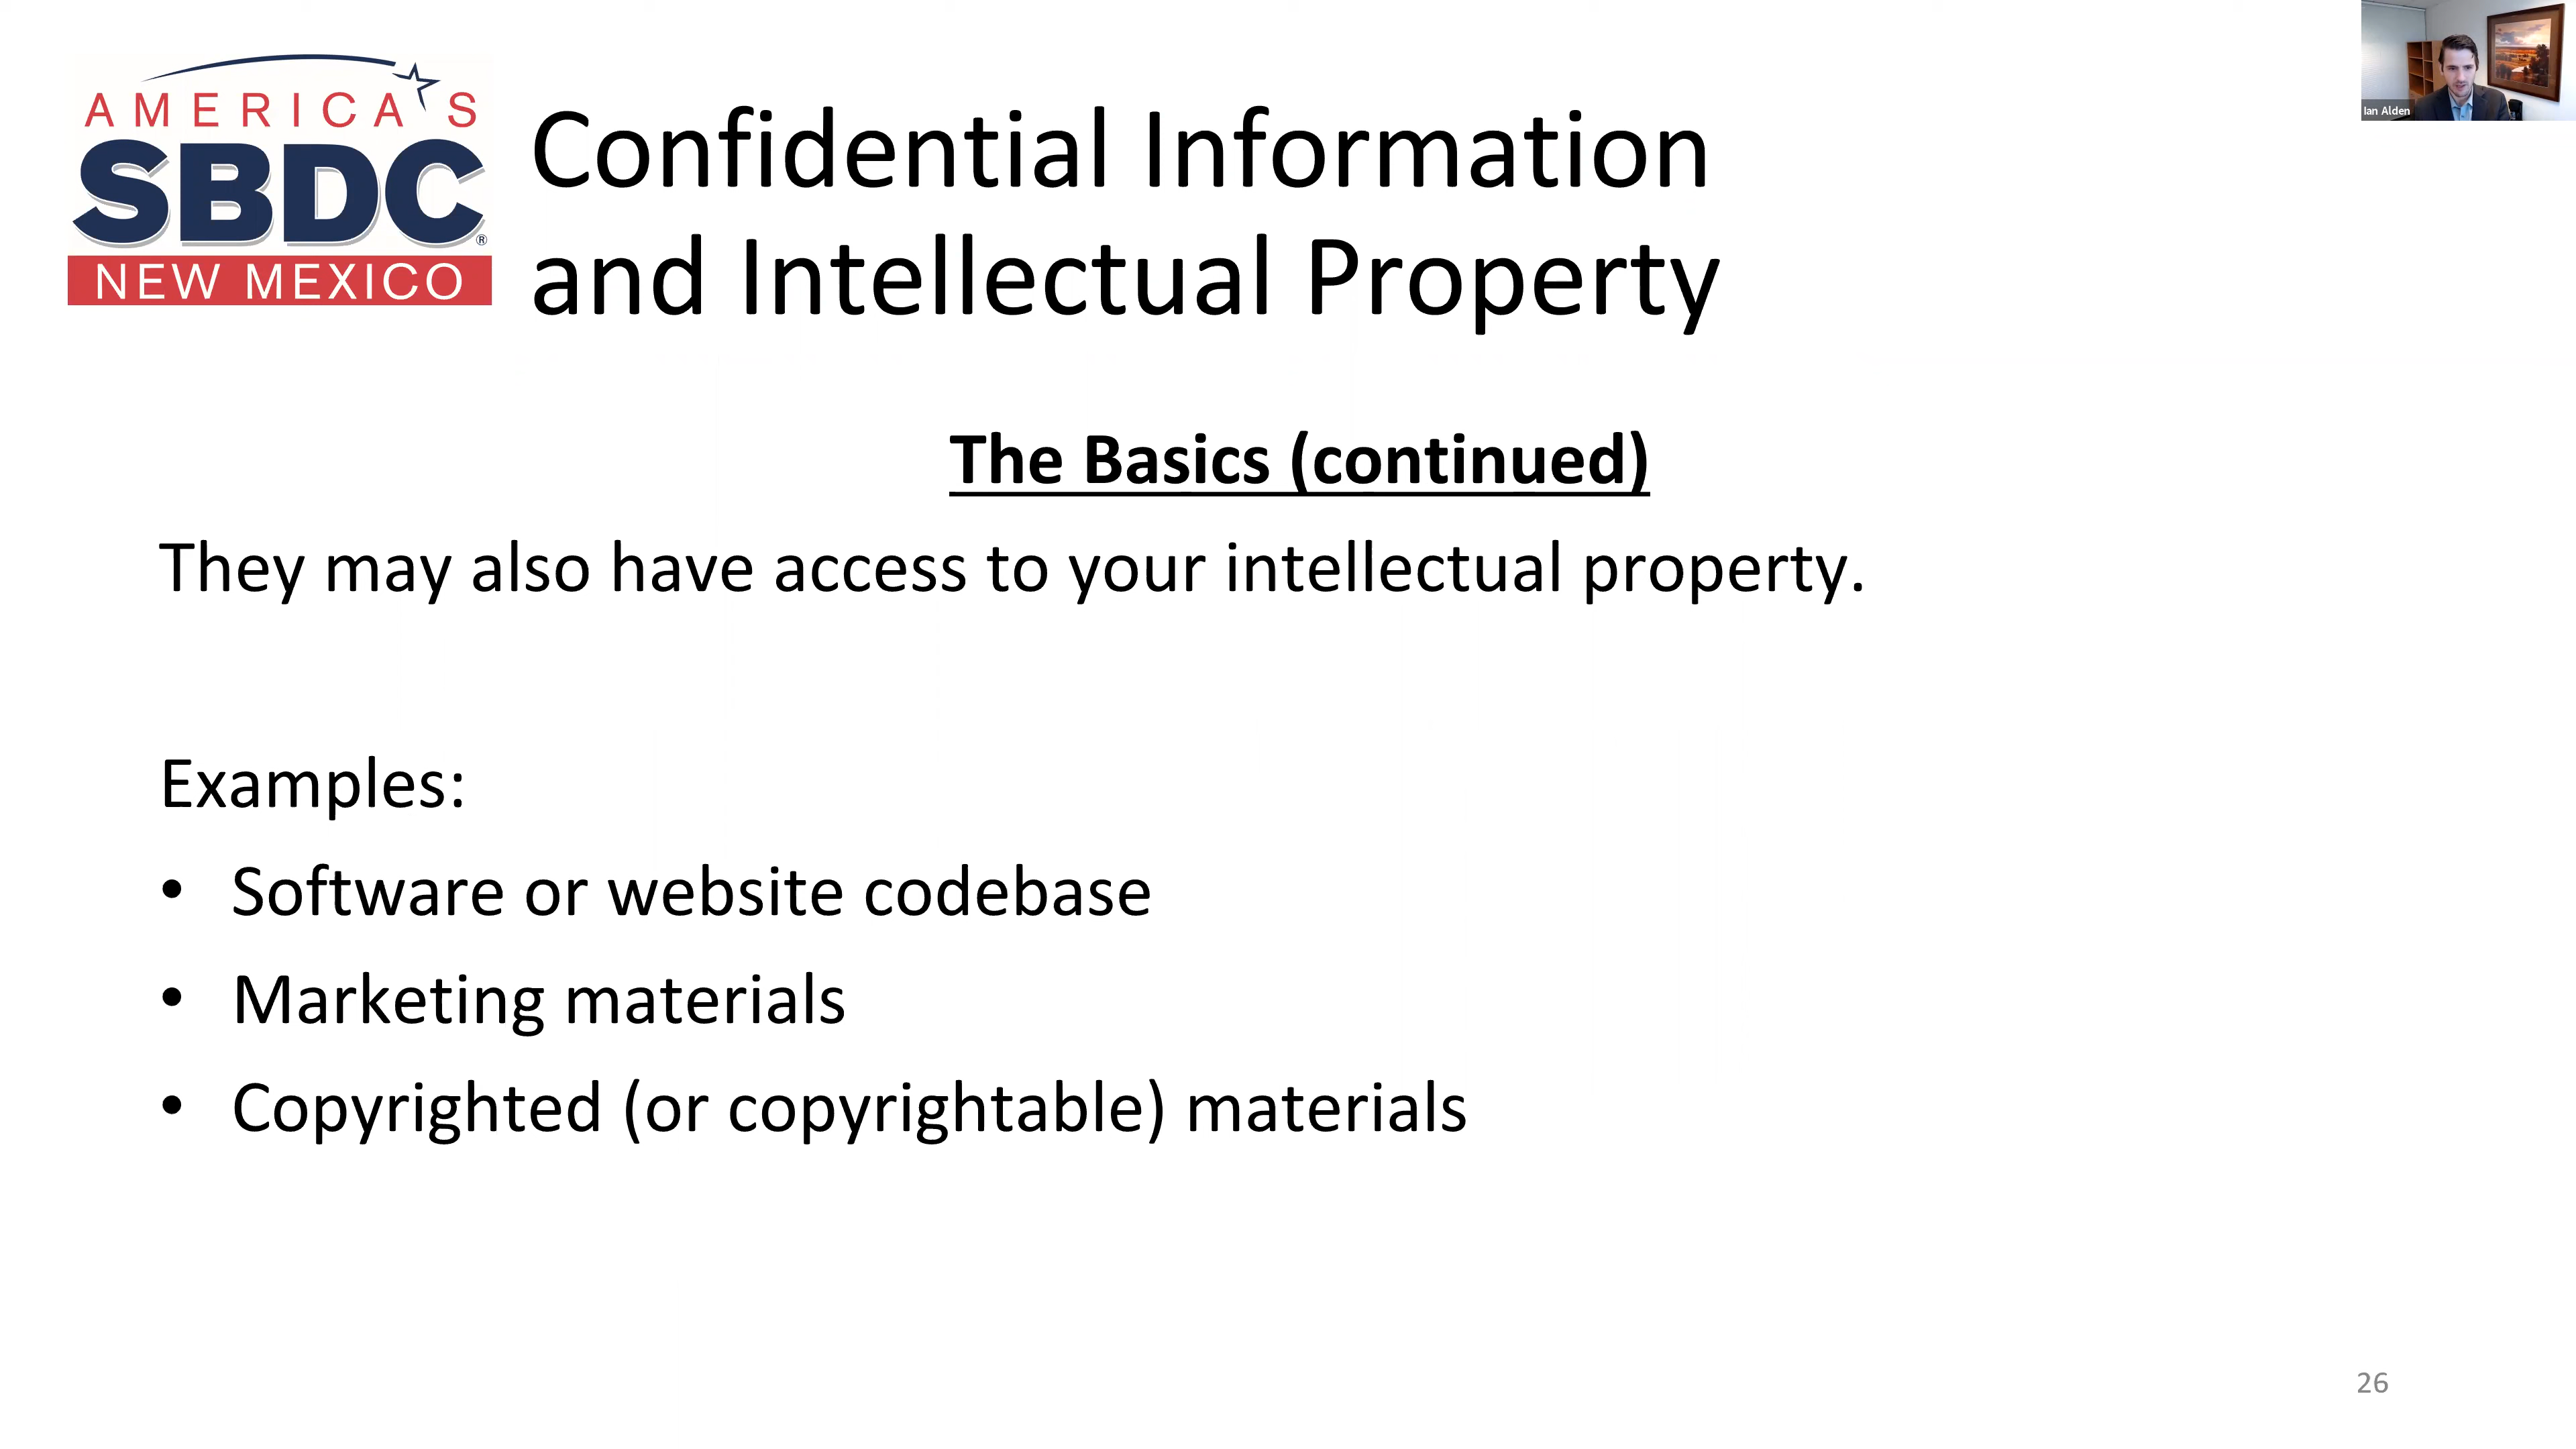 AMERICA'S
SBDC®
NEW MEXICO
Confidential Information
and Intellectual Property
Ian Alden
The Basics (continued)
They may also have access to your intellectual property.
Examples:
• Software or website codebase
• Marketing materials
• Copyrighted (or copyrightable) materials
26